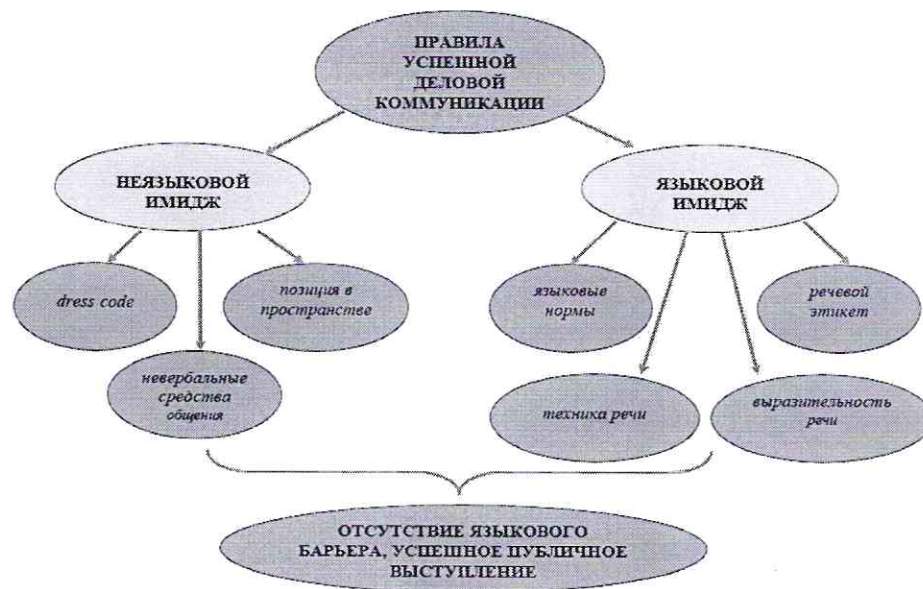 ПРАВИЛА
УСПЕШНОЙ
ДЕЛОВОЙ
КОММУНИКАЦИИ
НЕЯЗЫКОВОЙ
ИМИДЖ
ЯЗЫКОВОЙ
ИМИДЖ
dress code
позиция в
пространстве
языковые
нормы
речевой
этикет
невербальные
средства
общения
техника речи
выразительность
речи
ОТСУТСТВИЕ ЯЗЫКОВОГО
БАРЬЕРА, УСПЕШНОЕ ПУБЛИЧНОЕ
ВЫСТУПЛЕНИЕ